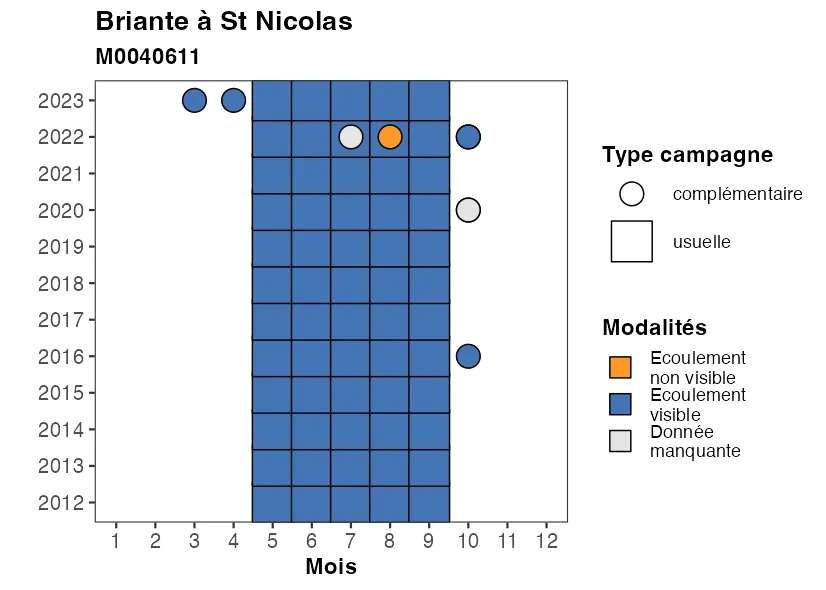 Briante à St Nicolas
M0040611
2023
2022
2021
2020
2019
2018
2017
2016
2015
2014
2013
2012
1 2 3 4 5 6 7 8 9 10 11 12
Mois
Type campagne
complémentaire
usuelle
Modalités
Ecoulement
non visible
Ecoulement
visible
Donnée
manquante